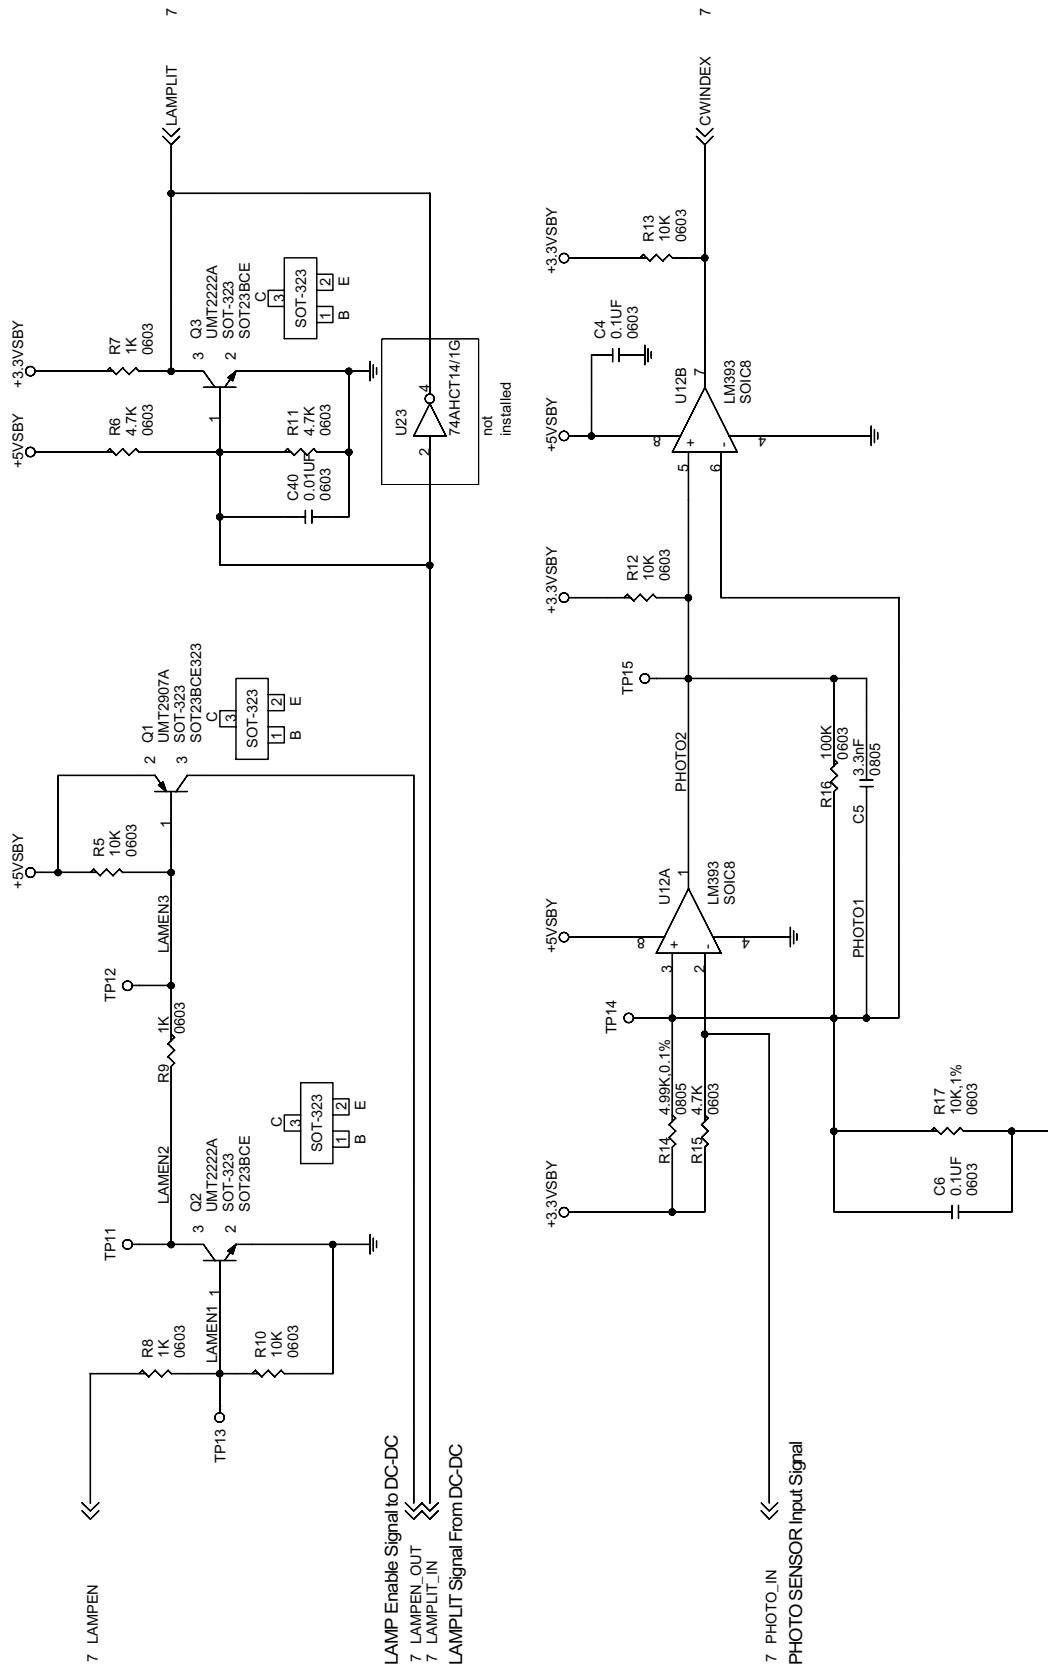 7 LAMPEN
R8
1K
0603
LAMEN1
TP13
R10
10K
0603
1
TP11
3
2
Q2
UMT2222A
SOT-323
SOT23BCE
LAMEN2
C
3
SOT-323
1
2
B
E
R9
1K
0603
TP12
LAMEN3
+5VSBY
R5
10K
0603
1
2
3
Q1
UMT2907A
SOT-323
SOT23BCE323
C
3
SOT-323
1
2
B
E
LAMP Enable Signal to DC-DC
7 LAMPEN_OUT
7 LAMPLIT_IN
LAMPLIT Signal From DC-DC
+5VSBY
+3.3VSBY
R6
4.7K
0603
R7
1K
0603
C40
0.01UF
0603
R11
4.7K
0603
1
3
2
Q3
UMT2222A
SOT-323
SOT23BCE
C
3
SOT-323
1
2
B
E
U23
2
4
74AHCT14/1G
not
installed
LAMPLIT
7
7 PHOTO_IN
PHOTO SENSOR Input Signal
+3.3VSBY
R14
4.99K,0.1%
0805
R15
4.7K
0603
TP14
C6
0.1UF
0603
R17
10K,1%
0603
+5VSBY
8
3
+
2
-
4
1
U12A
LM393
SOIC8
PHOTO1
PHOTO2
TP15
R16
100K
0603
C5
3.3nF
0805
+3.3VSBY
R12
10K
0603
+5VSBY
C4
0.1UF
0603
8
5
+
6
-
4
7
U12B
LM393
SOIC8
+3.3VSBY
R13
10K
0603
CWINDEX
7